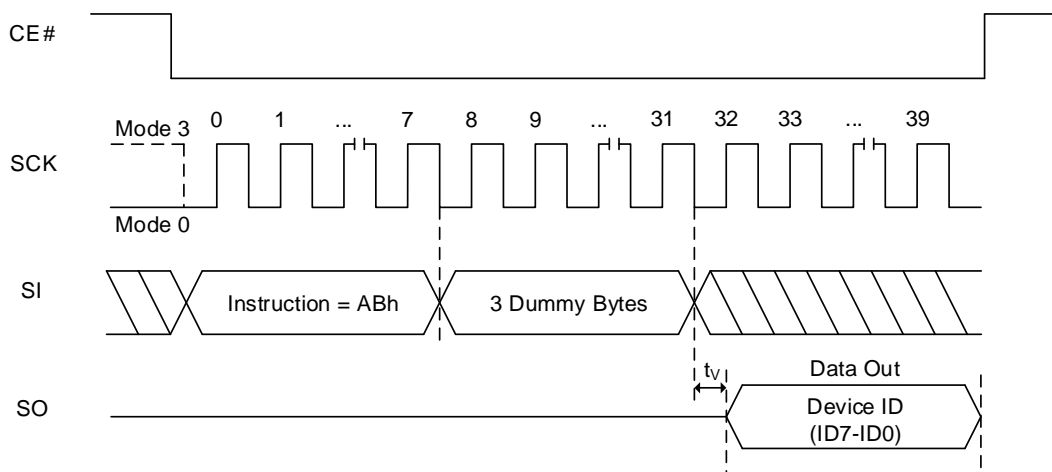 CE#
Mode 3 0 1 ... 7 8 9 ... 31 32 33 ... 39
SCK
Mode 0
SI Instruction = ABh 3 Dummy Bytes
tV Data Out
SO Device ID
(ID7-ID0)